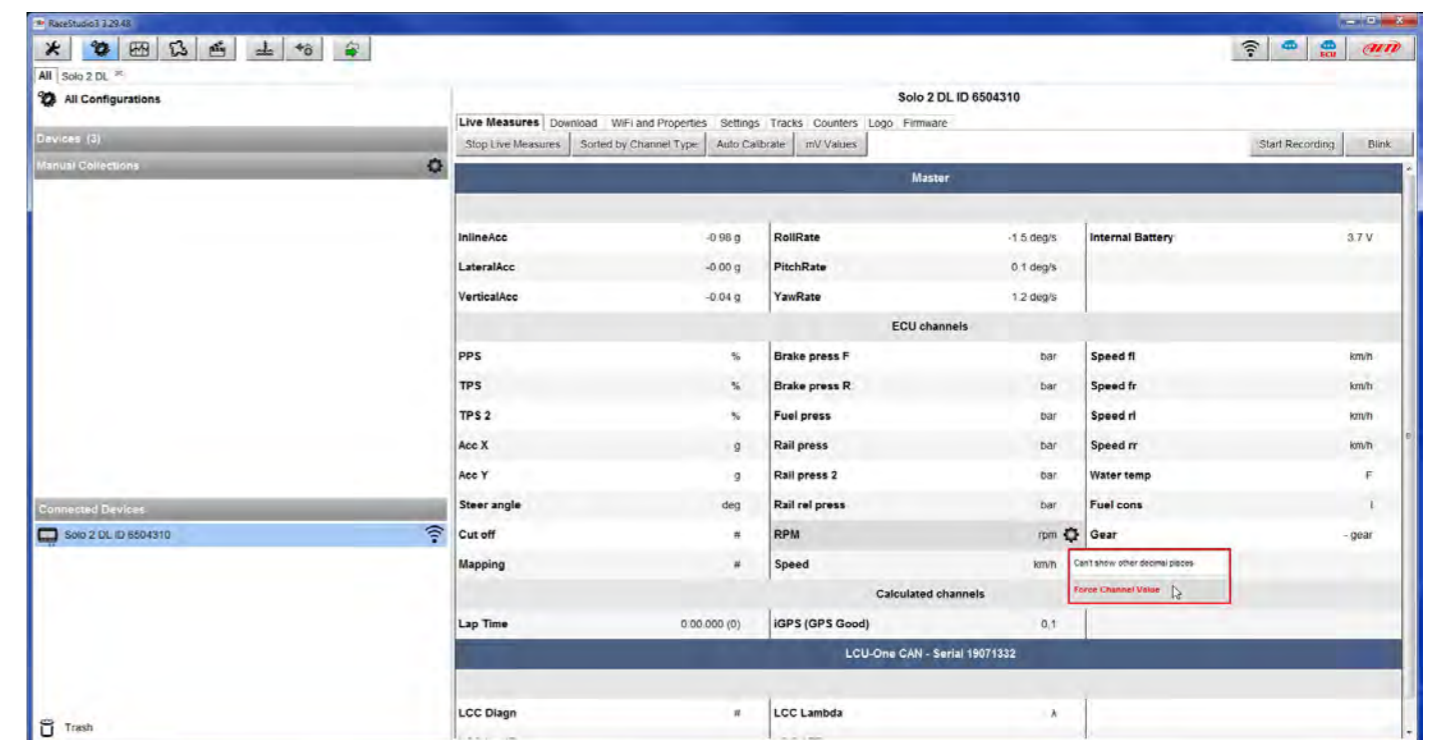 RaceStudio3 3.29.48
ECU
AiM
All Solo 2 DL
All Configurations
Solo 2 DL ID 6504310
Devices (3)
Live Measures Download WiFi and Properties Settings Tracks Counters Logo Firmware
Stop Live Measures Sorted by Channel Type Auto Calibrate mV Values Start Recording Blink
Manual Collections
Master
InlineAcc -0.98 g RollRate -1.5 deg/s Internal Battery 3.7 V
LateralAcc -0.00 g PitchRate 0.1 deg/s
VerticalAcc -0.04 g YawRate 1.2 deg/s
ECU channels
PPS % Brake press F bar Speed fl km/h
TPS % Brake press R bar Speed fr km/h
TPS 2 % Fuel press bar Speed rl km/h
Acc X g Rail press bar Speed rr km/h
Acc Y g Rail press 2 bar Water temp F
Connected Devices
Steer angle deg Rail rel press bar Fuel cons l
Solo 2 DL ID 6504310
Cut off # RPM rpm Gear - gear
Mapping # Speed km/h
Can't show other decimal places
Force Channel Value
Calculated channels
Lap Time 0:00.000 (0) iGPS (GPS Good) 0,1
LCU-One CAN - Serial 19071332
LCC Diagn # LCC Lambda λ
Trash